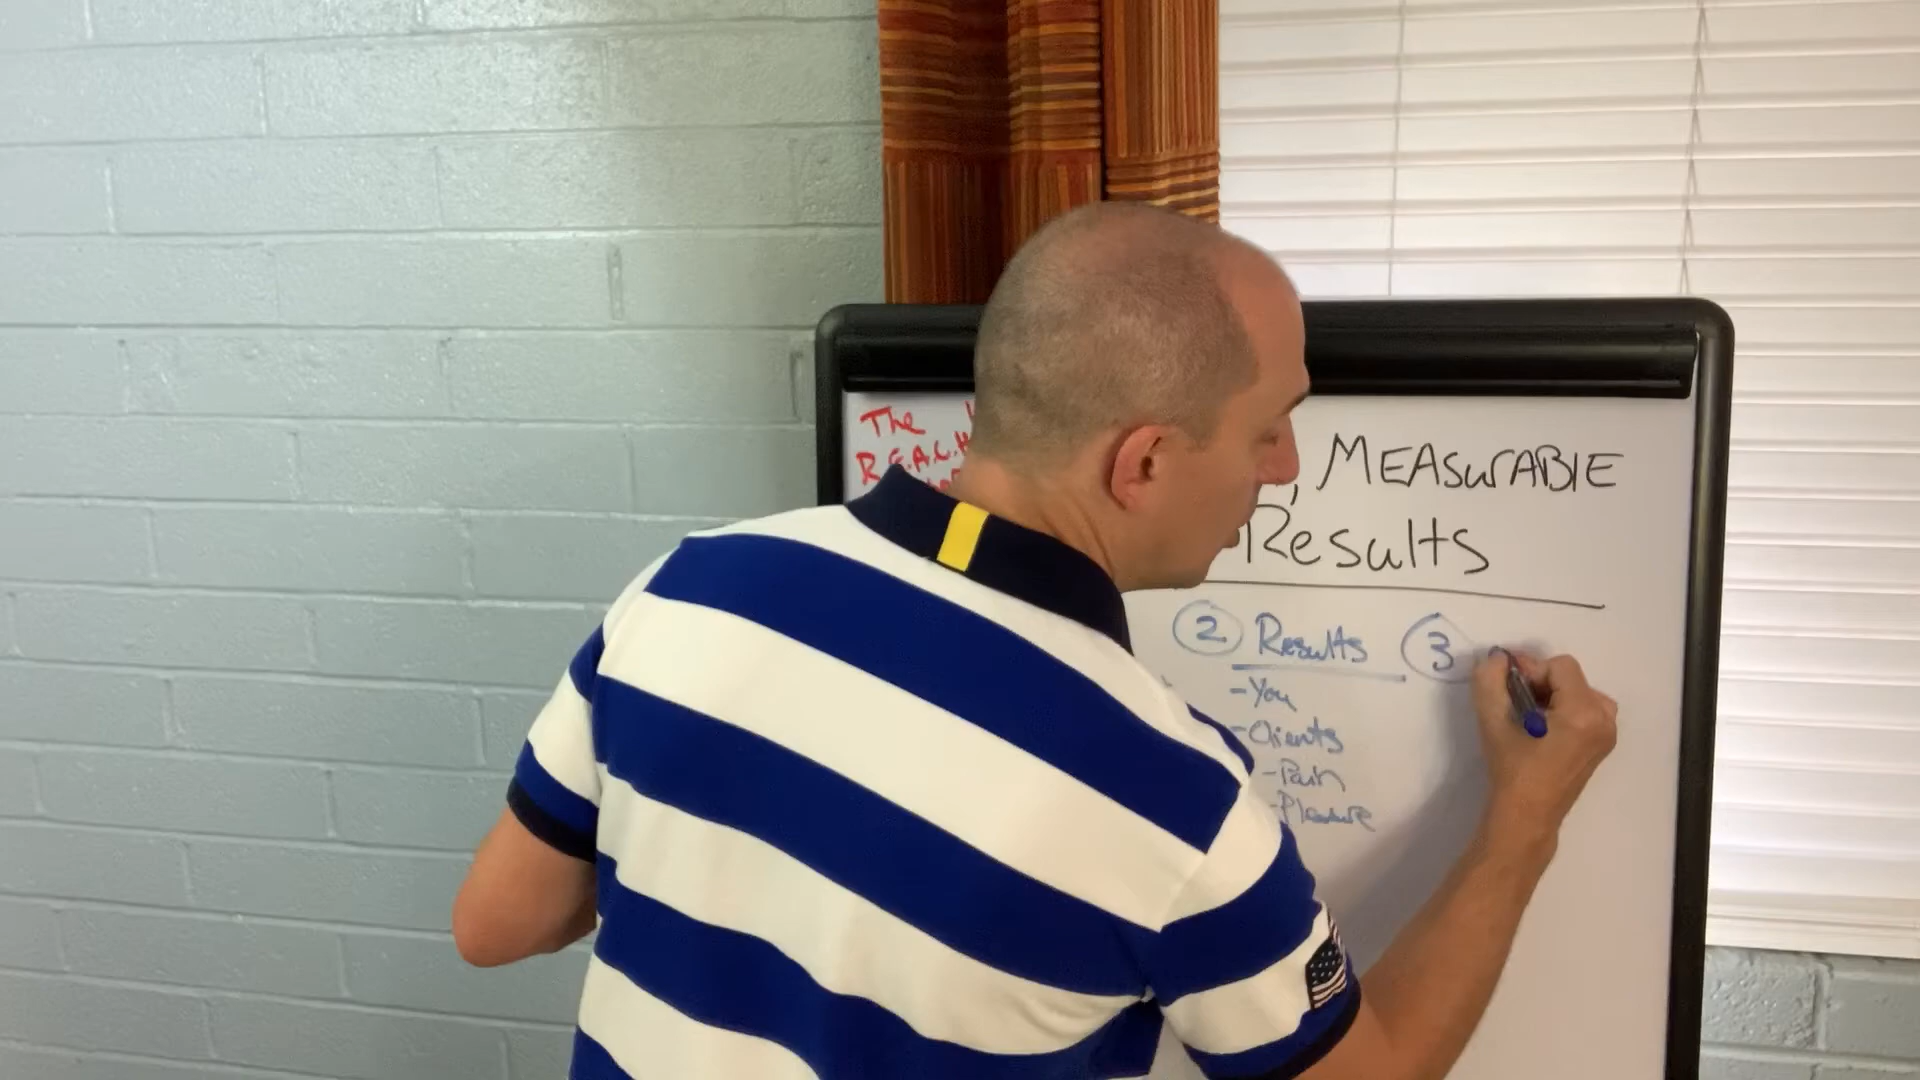 The
R.E.A.C.H
, MEASURABLE
Results
2 Results 3
-You
-Clients
-Pain
-Pleasure